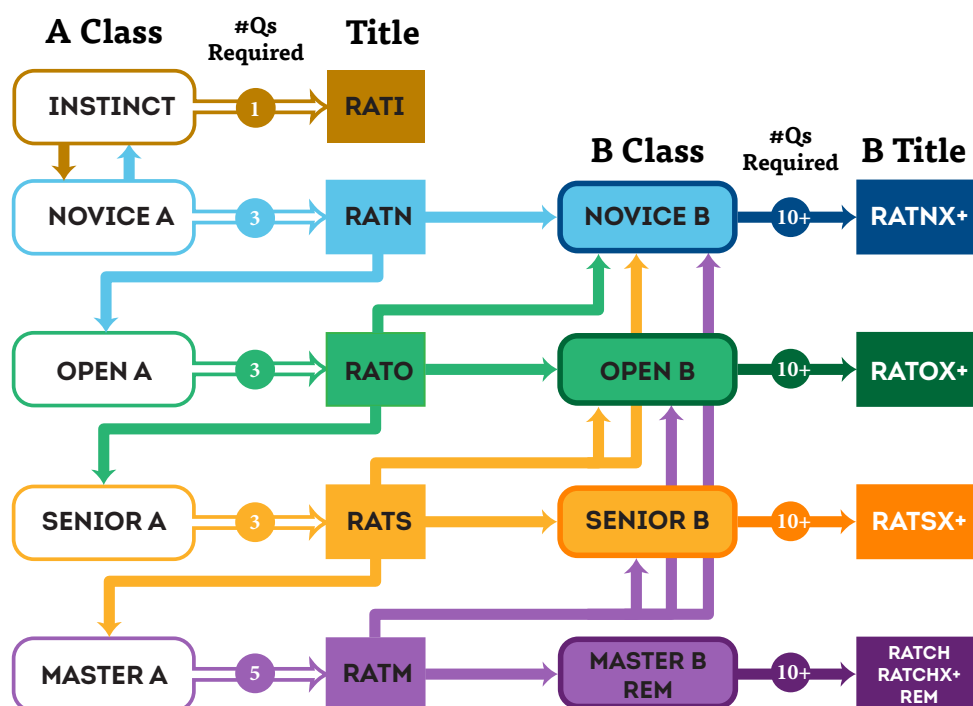 A Class
#Qs
Required
Title
INSTINCT
1
RATI
B Class
#Qs
Required
B Title
NOVICE A
3
RATN
NOVICE B
10+
RATNX+
OPEN A
3
RATO
OPEN B
10+
RATOX+
SENIOR A
3
RATS
SENIOR B
10+
RATSX+
MASTER A
5
RATM
MASTER B
REM
10+
RATCH
RATCHX+
REM